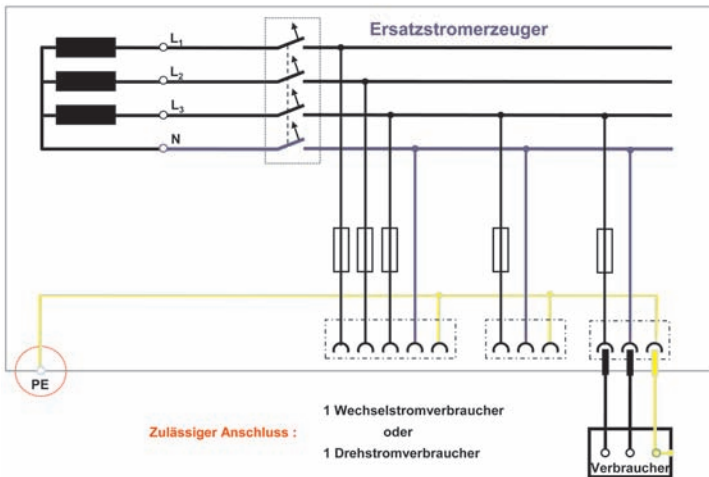 Ersatzstromerzeuger
L1
L2
L3
N
PE
Zulässiger Anschluss :
1 Wechselstromverbraucher
oder
1 Drehstromverbraucher
Verbraucher